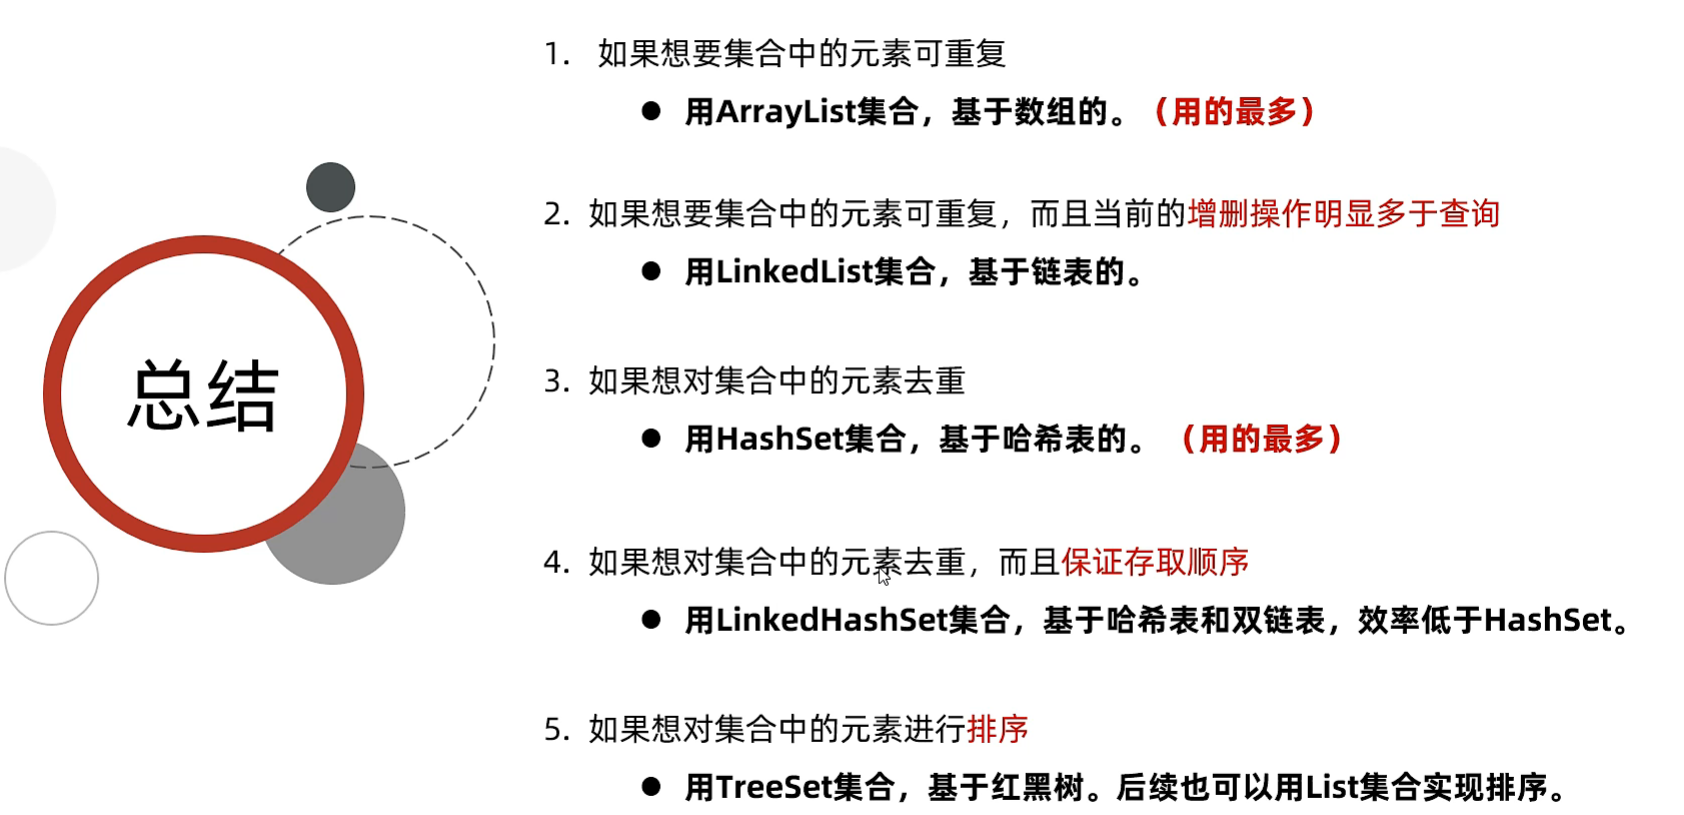 总结
1. 如果想要集合中的元素可重复
● 用ArrayList集合，基于数组的。（用的最多）
2. 如果想要集合中的元素可重复，而且当前的增删操作明显多于查询
● 用LinkedList集合，基于链表的。
3. 如果想对集合中的元素去重
● 用HashSet集合，基于哈希表的。（用的最多）
4. 如果想对集合中的元素去重，而且保证存取顺序
● 用LinkedHashSet集合，基于哈希表和双链表，效率低于HashSet。
5. 如果想对集合中的元素进行排序
● 用TreeSet集合，基于红黑树。后续也可以用List集合实现排序。